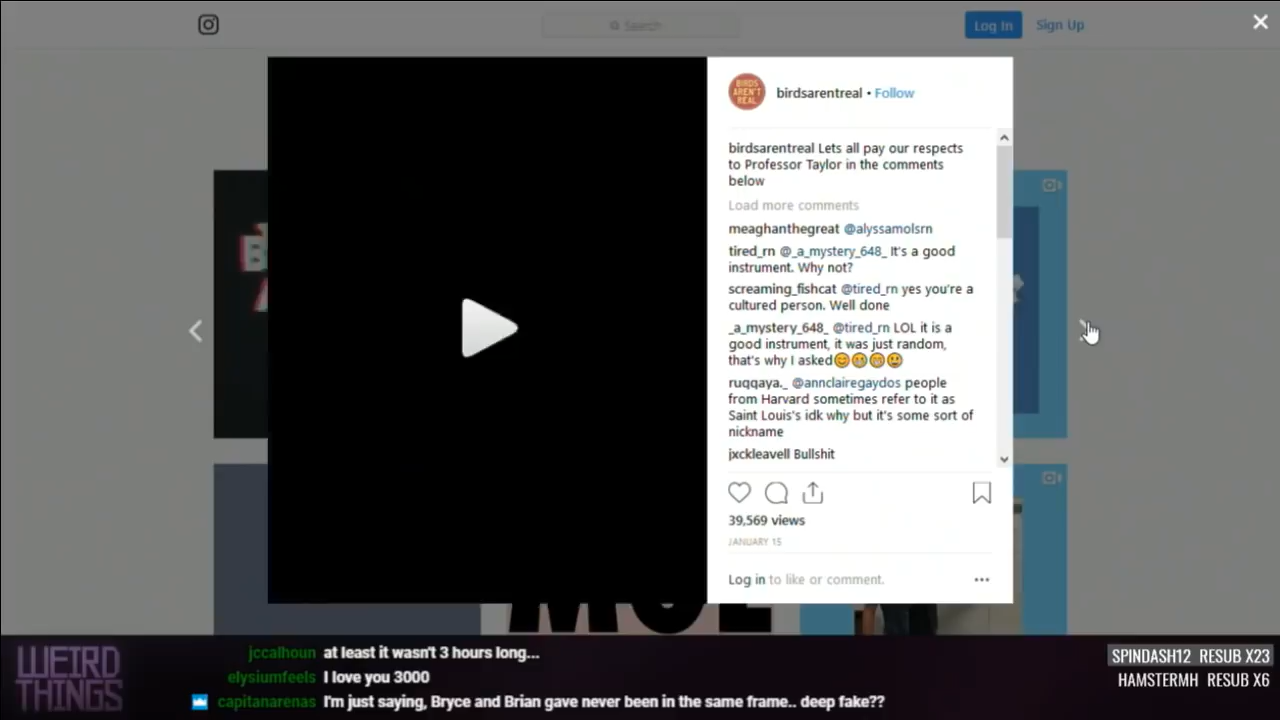 Search
Log In
Sign Up
BIRDS
AREN'T
REAL
birdsarentreal • Follow
birdsarentreal Lets all pay our respects
to Professor Taylor in the comments
below
Load more comments
meaghanthegreat @alyssamolsrn
tired_rn @_a_mystery_648_ It's a good
instrument. Why not?
screaming_fishcat @tired_rn yes you're a
cultured person. Well done
_a_mystery_648_ @tired_rn LOL it is a
good instrument, it was just random,
that's why I asked😊😁😁😃
ruqqaya._ @annclairegaydos people
from Harvard sometimes refer to it as
Saint Louis's idk why but it's some sort of
nickname
jxckleavell Bullshit
39,569 views
JANUARY 15
Log in to like or comment.
WEIRD
THINGS
jccalhoun at least it wasn't 3 hours long...
elysiumfeels I love you 3000
capitanarenas I'm just saying, Bryce and Brian gave never been in the same frame.. deep fake??
SPINDASH12 RESUB X23
HAMSTERMH RESUB X6